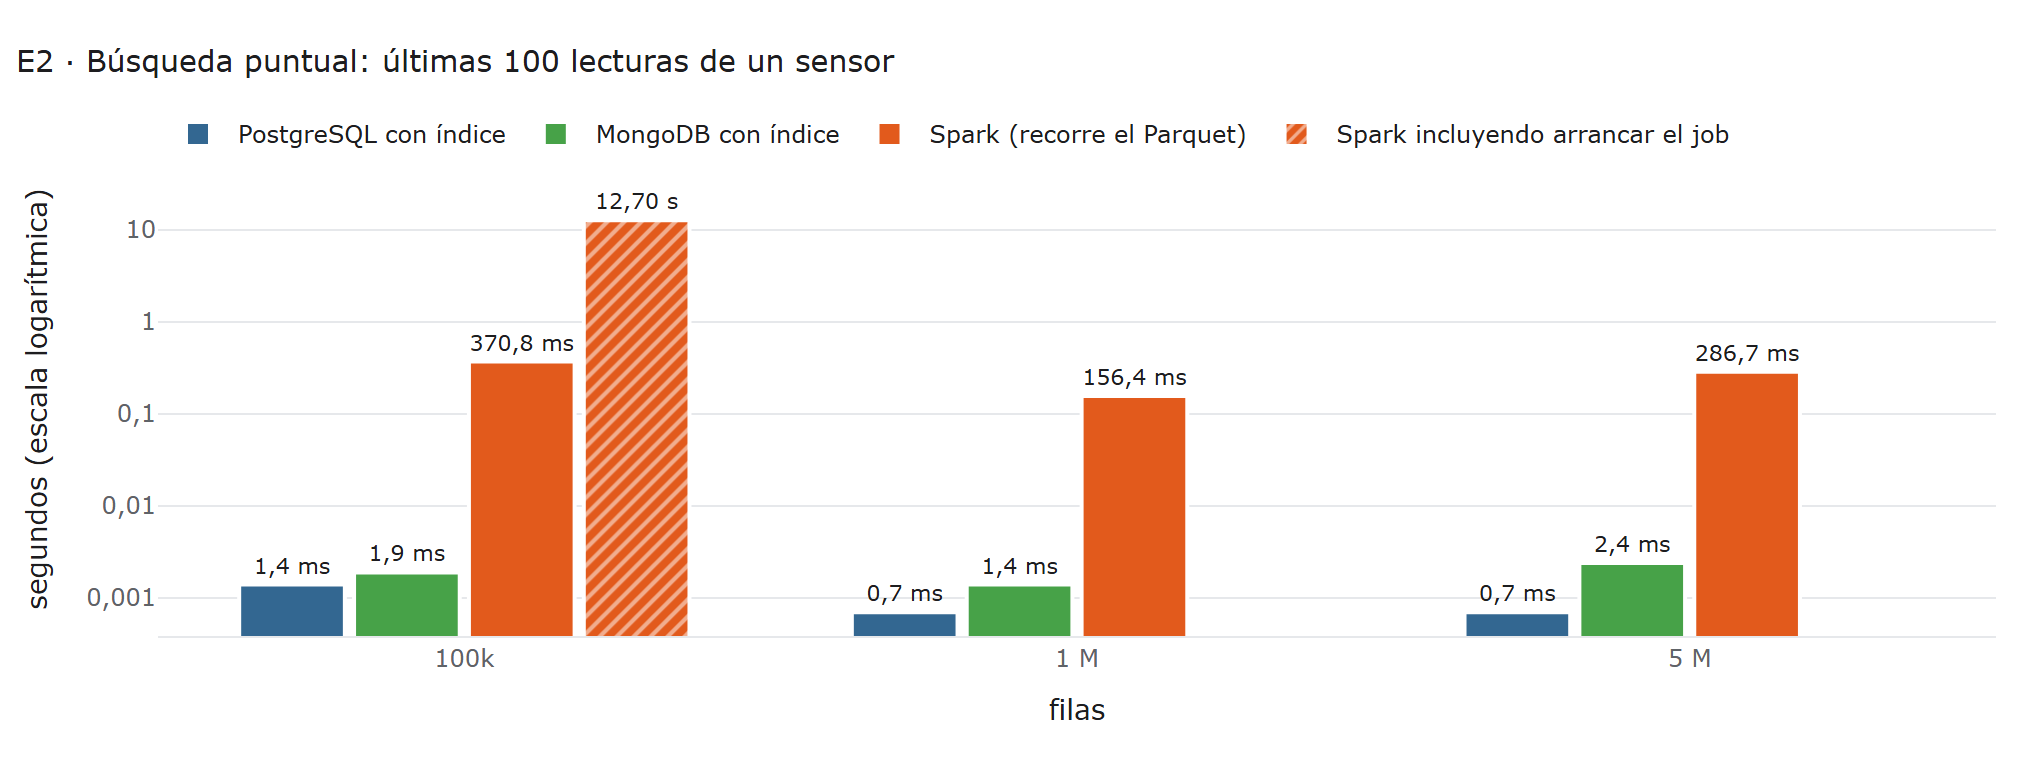 E2 · Búsqueda puntual: últimas 100 lecturas de un sensor
PostgreSQL con índice
MongoDB con índice
Spark (recorre el Parquet)
Spark incluyendo arrancar el job
segundos (escala logarítmica)
10
1
0,1
0,01
0,001
1,4 ms
1,9 ms
370,8 ms
12,70 s
0,7 ms
1,4 ms
156,4 ms
0,7 ms
2,4 ms
286,7 ms
100k
1 M
5 M
filas